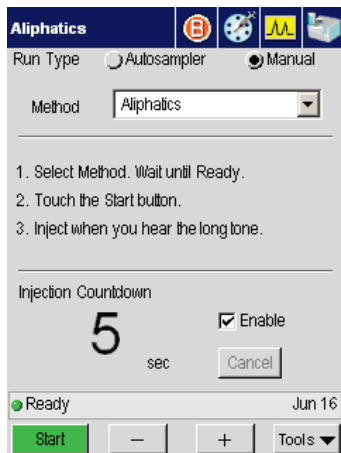 Aliphatics B
Run Type Autosampler Manual
Method Aliphatics
1. Select Method. Wait until Ready.
2. Touch the Start button.
3. Inject when you hear the long tone.
Injection Countdown
5 sec Enable
Cancel
Ready Jun 16
Start − + Tools